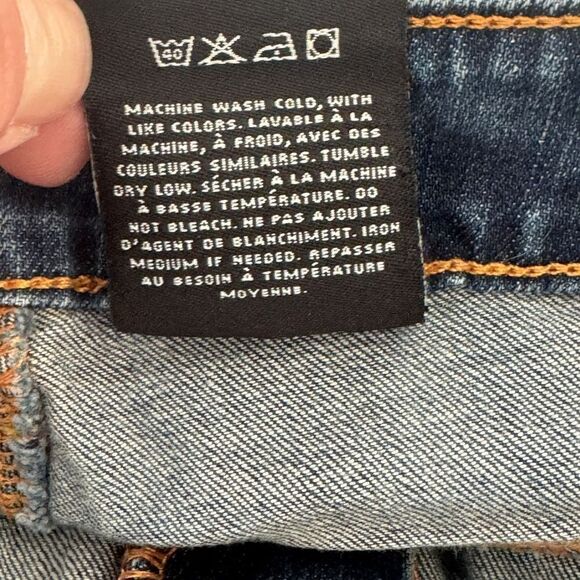 40
MACHINE WASH COLD, WITH
LIKE COLORS. LAVABLE À LA
MACHINE, À FROID, AVEC DES
COULEURS SIMILAIRES. TUMBLE
DRY LOW. SÉCHER À LA MACHINE
À BASSE TEMPÉRATURE. DO
NOT BLEACH. NE PAS AJOUTER
D'AGENT DE BLANCHIMENT. IRON
MEDIUM IF NEEDED. REPASSER
AU BESOIN À TEMPÉRATURE
MOYENNE.